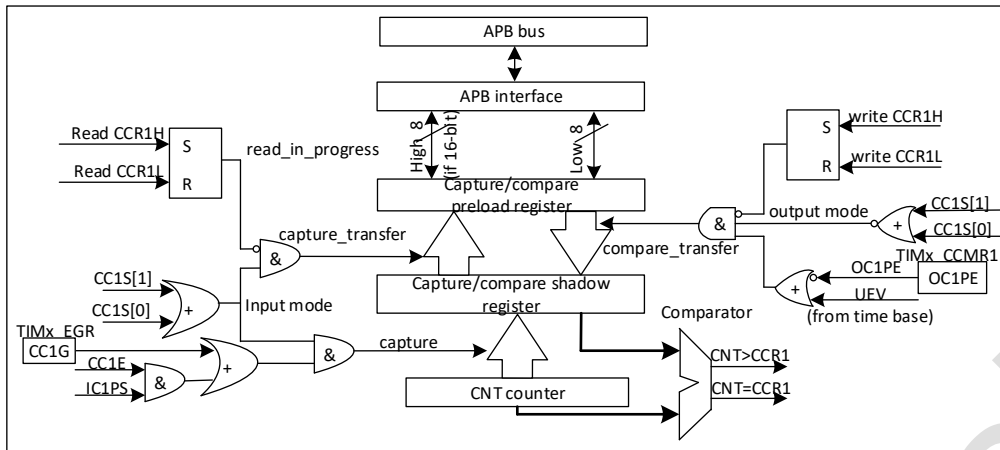 APB bus
APB interface
Read CCR1H
Read CCR1L
S
R
read_in_progress
High
8
(if 16-bit)
Low
8
S
R
write CCR1H
write CCR1L
Capture/compare
preload register
capture_transfer
&
compare_transfer
&
output mode
+
CC1S[1]
CC1S[0]
TIMx_CCMR1
OC1PE
OC1PE
+
UEV
(from time base)
Capture/compare shadow
register
CC1S[1]
CC1S[0]
+
Input mode
TIMx_EGR
CC1G
CC1E
IC1PS
&
+
&
capture
CNT counter
Comparator
CNT>CCR1
CNT=CCR1